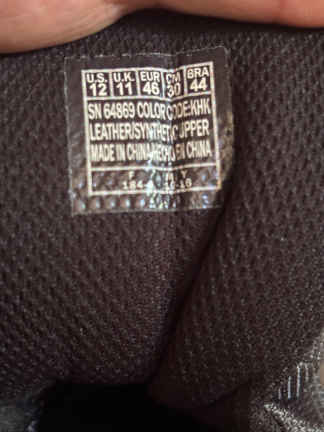 U.S. U.K. EUR CM BRA
12 11 46 30 44
SN 64869 COLOR CODE:KHK
LEATHER/SYNTHETIC UPPER
MADE IN CHINA/HECHO EN CHINA
F Y